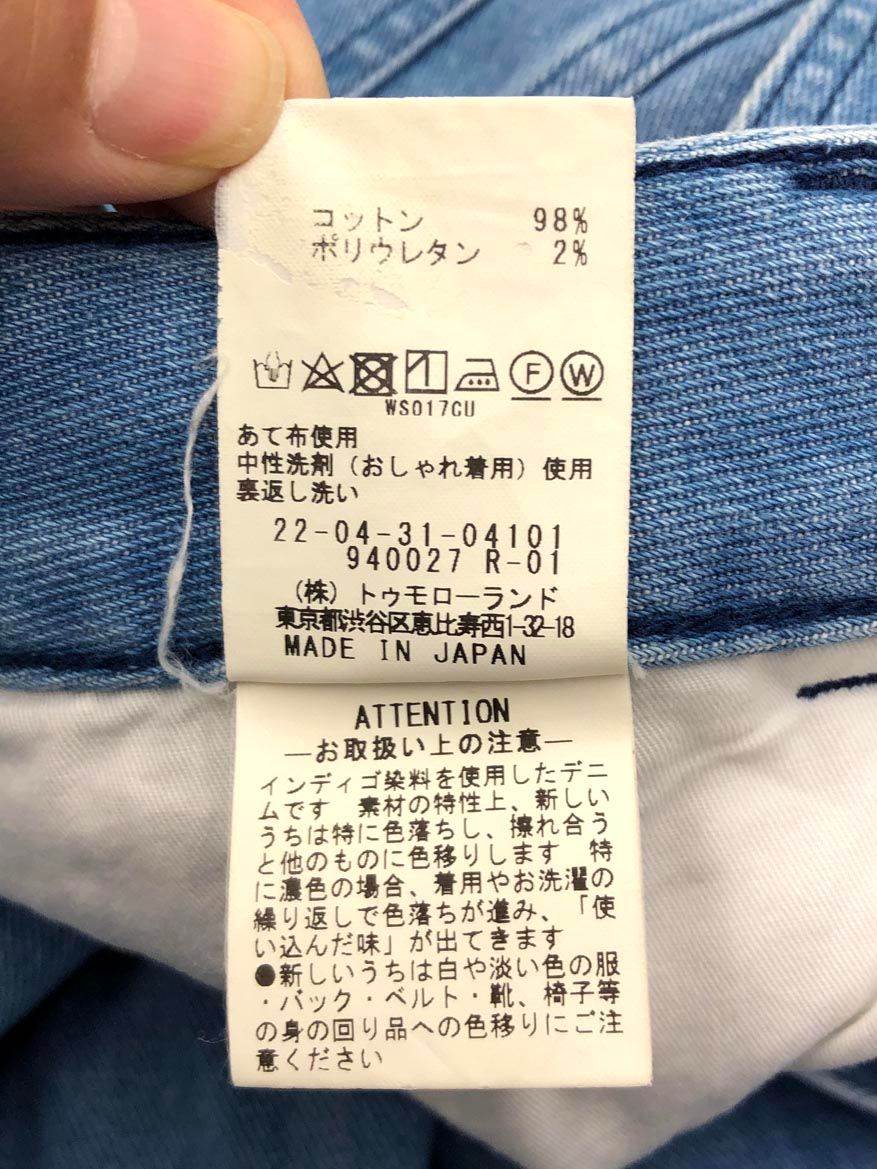 コットン 98%
ポリウレタン 2%
F W
WS017CU
あて布使用
中性洗剤(おしゃれ着用)使用
裏返し洗い
22-04-31-04101
940027 R-01
(株)トゥモローランド
東京都渋谷区恵比寿西1-32-18
MADE IN JAPAN
ATTENTION
―お取扱い上の注意―
インディゴ染料を使用したデニ
ムです 素材の特性上、新しい
うちは特に色落ちし、擦れ合う
と他のものに色移りします 特
に濃色の場合、着用やお洗濯の
繰り返しで色落ちが進み、「使
い込んだ味」が出てきます
●新しいうちは白や淡い色の服
・バック・ベルト・靴、椅子等
の身の回り品への色移りにご注
意ください